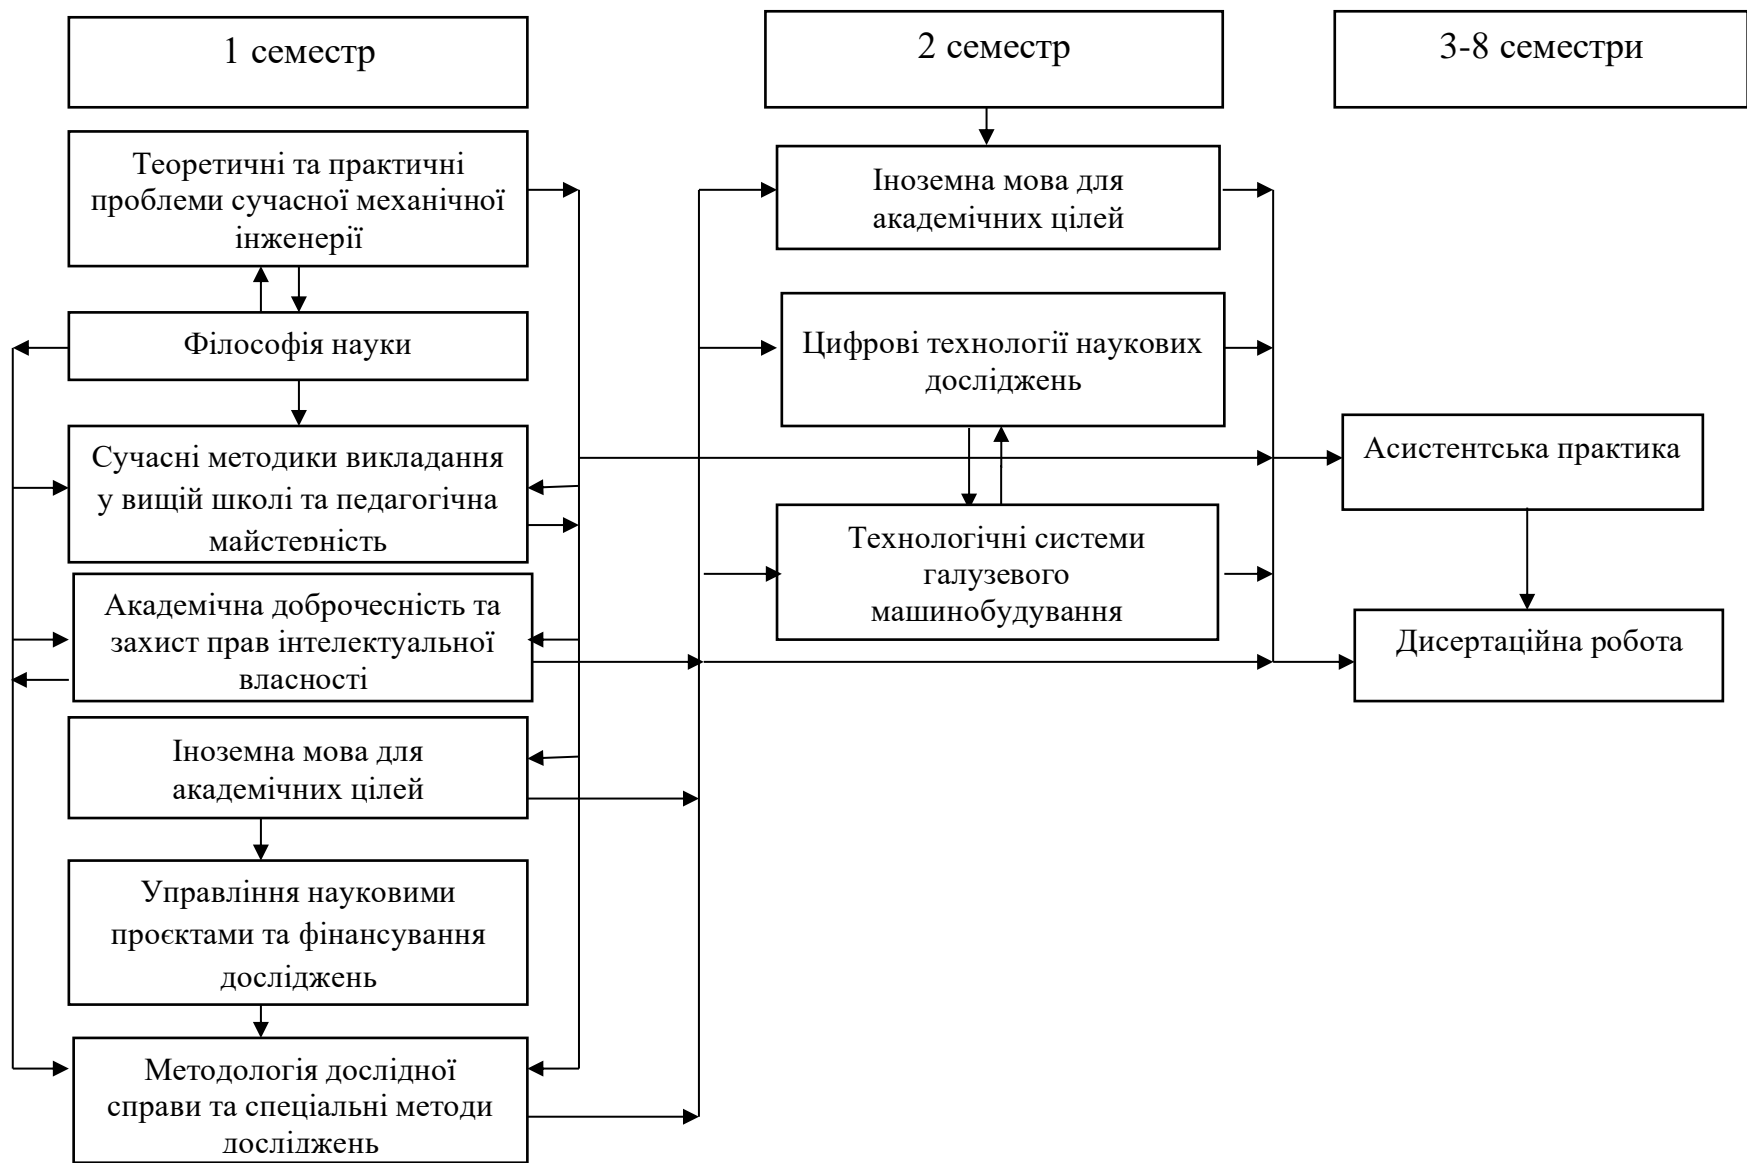 1 семестр
2 семестр
3-8 семестри
Теоретичні та практичні
проблеми сучасної механічної
інженерії
Філософія науки
Сучасні методики викладання
у вищій школі та педагогічна
майстерність
Академічна доброчесність та
захист прав інтелектуальної
власності
Іноземна мова для
академічних цілей
Управління науковими
проєктами та фінансування
досліджень
Методологія дослідної
справи та спеціальні методи
досліджень
Іноземна мова для
академічних цілей
Цифрові технології наукових
досліджень
Технологічні системи
галузевого
машинобудування
Асистентська практика
Дисертаційна робота